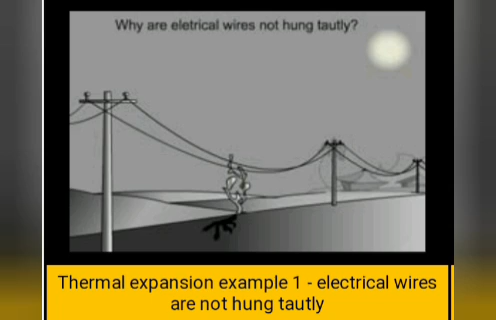 Why are eletrical wires not hung tautly?
Thermal expansion example 1 - electrical wires
are not hung tautly